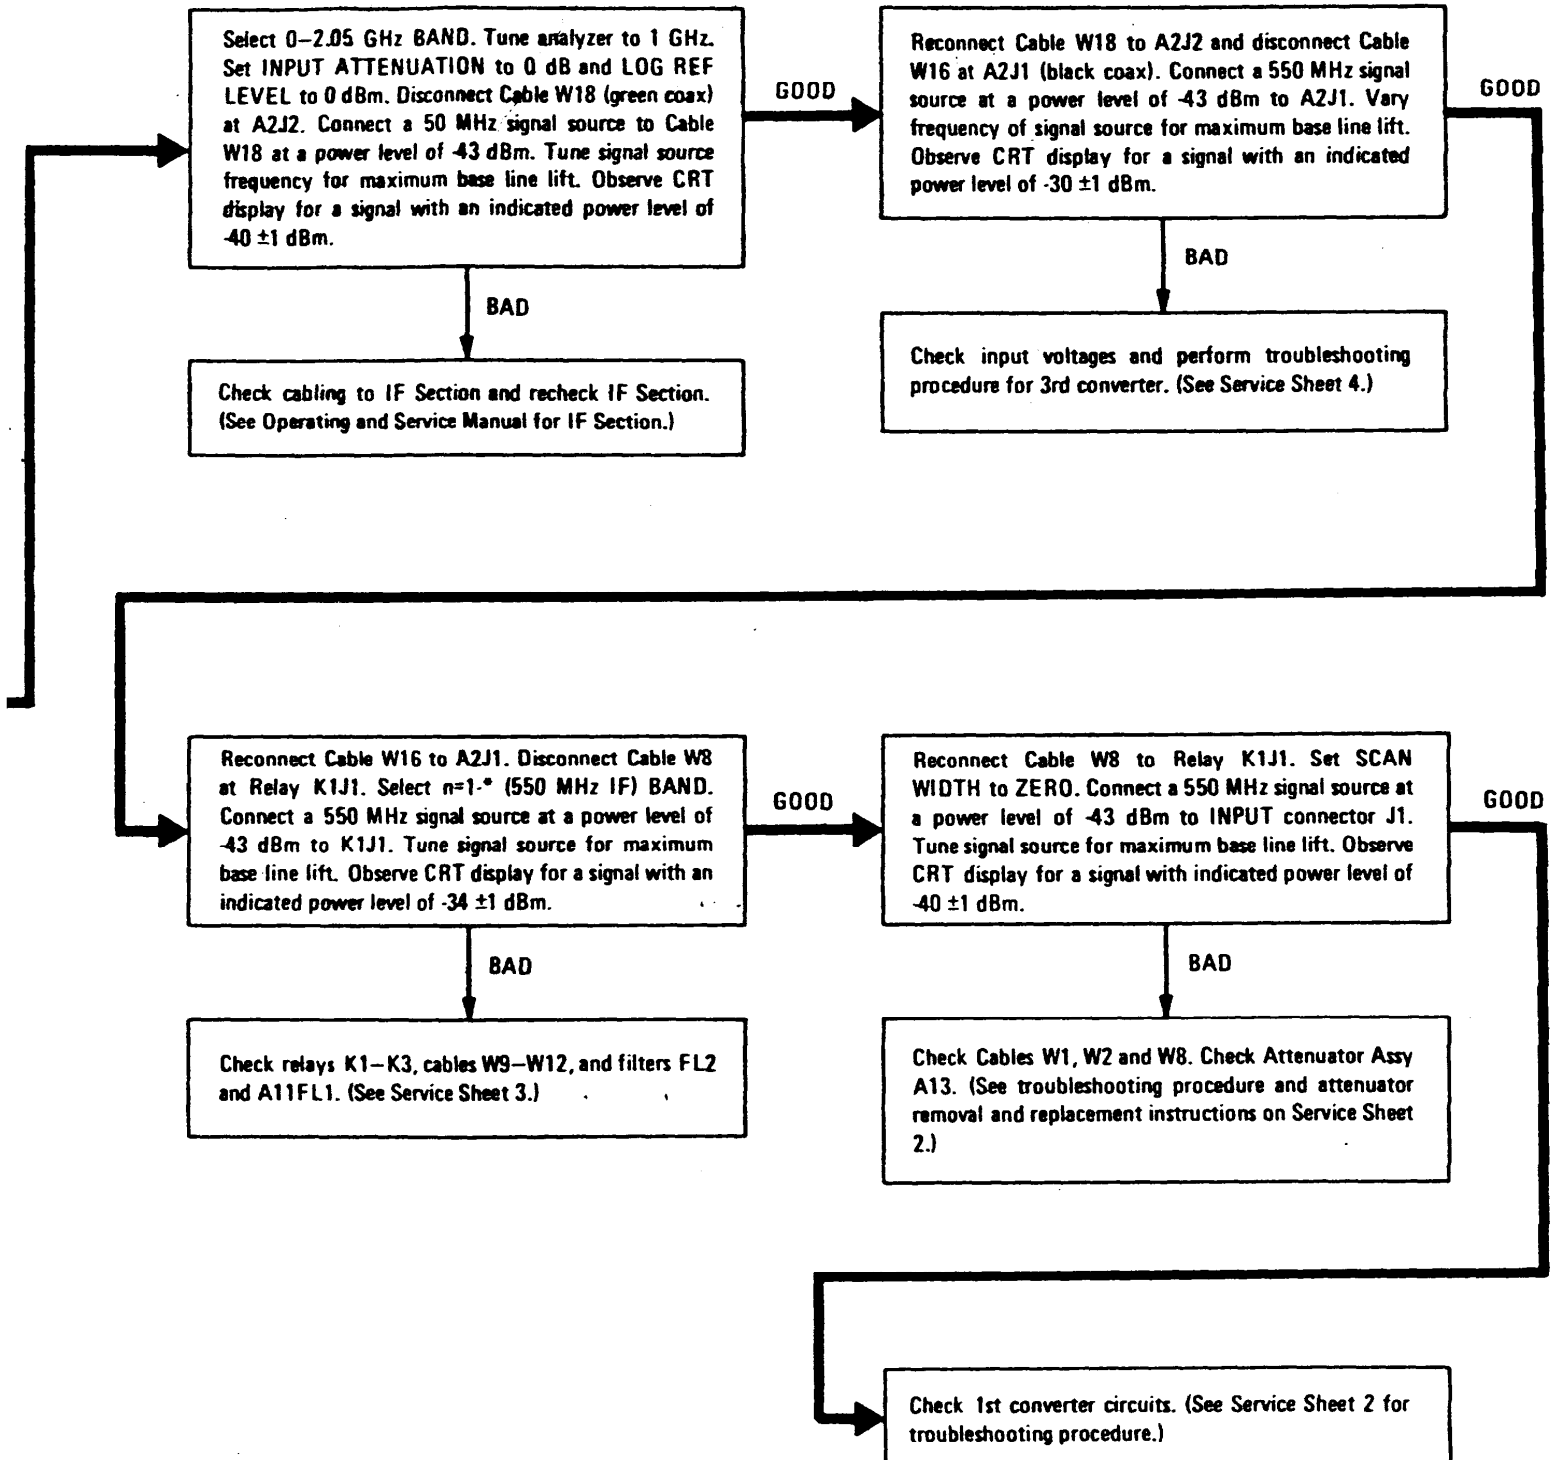 Select 0–2.05 GHz BAND. Tune analyzer to 1 GHz.
Set INPUT ATTENUATION to 0 dB and LOG REF
LEVEL to 0 dBm. Disconnect Cable W18 (green coax)
at A2J2. Connect a 50 MHz signal source to Cable
W18 at a power level of -43 dBm. Tune signal source
frequency for maximum base line lift. Observe CRT
display for a signal with an indicated power level of
-40 ±1 dBm.
GOOD
Reconnect Cable W18 to A2J2 and disconnect Cable
W16 at A2J1 (black coax). Connect a 550 MHz signal
source at a power level of -43 dBm to A2J1. Vary
frequency of signal source for maximum base line lift.
Observe CRT display for a signal with an indicated
power level of -30 ±1 dBm.
GOOD
BAD
Check cabling to IF Section and recheck IF Section.
(See Operating and Service Manual for IF Section.)
BAD
Check input voltages and perform troubleshooting
procedure for 3rd converter. (See Service Sheet 4.)
Reconnect Cable W16 to A2J1. Disconnect Cable W8
at Relay K1J1. Select n=1-* (550 MHz IF) BAND.
Connect a 550 MHz signal source at a power level of
-43 dBm to K1J1. Tune signal source for maximum
base line lift. Observe CRT display for a signal with an
indicated power level of -34 ±1 dBm.
GOOD
Reconnect Cable W8 to Relay K1J1. Set SCAN
WIDTH to ZERO. Connect a 550 MHz signal source at
a power level of -43 dBm to INPUT connector J1.
Tune signal source for maximum base line lift. Observe
CRT display for a signal with indicated power level of
-40 ±1 dBm.
GOOD
BAD
Check relays K1–K3, cables W9–W12, and filters FL2
and A11FL1. (See Service Sheet 3.)
BAD
Check Cables W1, W2 and W8. Check Attenuator Assy
A13. (See troubleshooting procedure and attenuator
removal and replacement instructions on Service Sheet
2.)
Check 1st converter circuits. (See Service Sheet 2 for
troubleshooting procedure.)